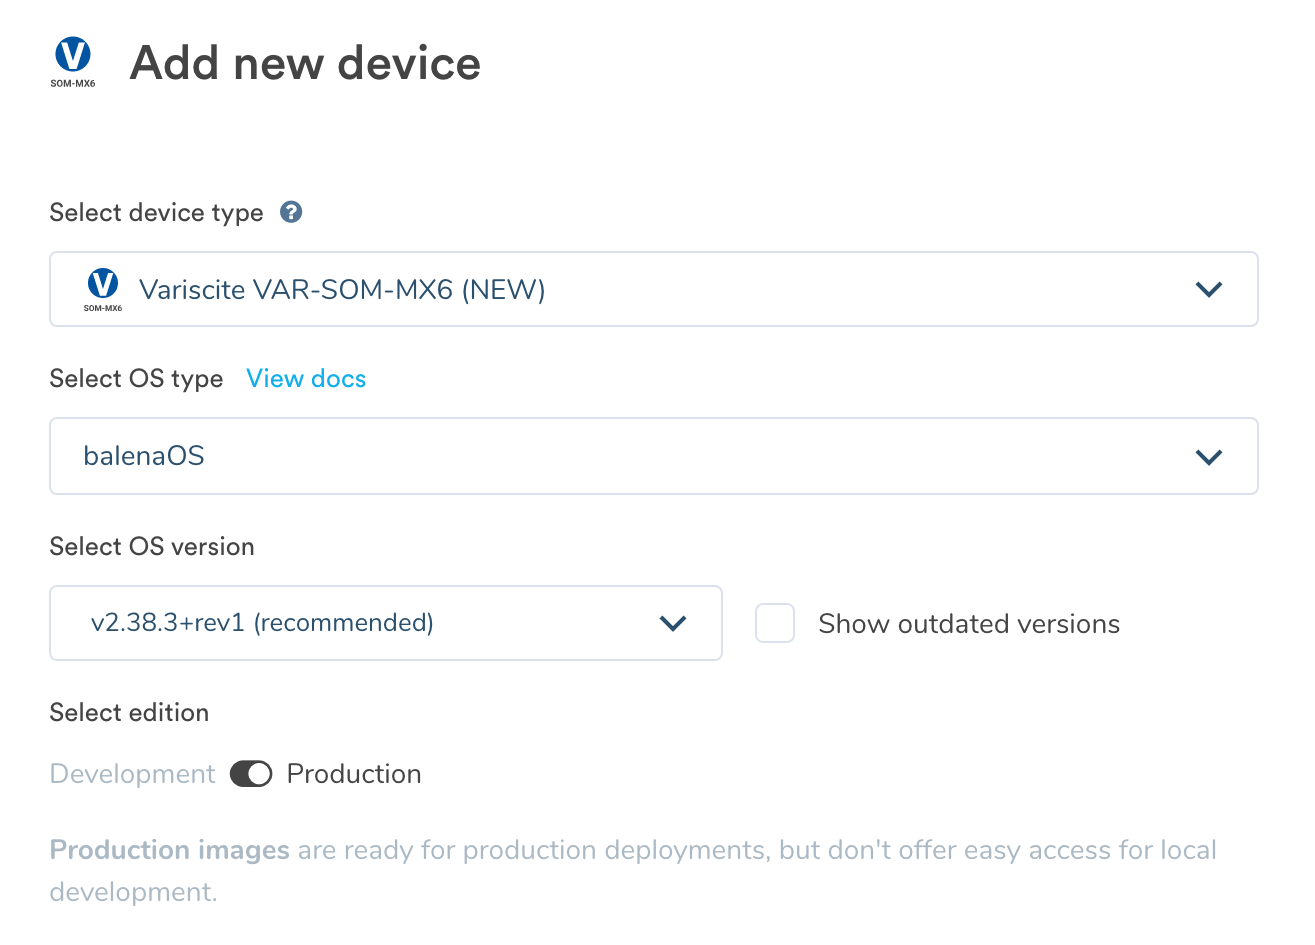 V
SOM-MX6
Add new device
Select device type ?
V
SOM-MX6
Variscite VAR-SOM-MX6 (NEW)
Select OS type View docs
balenaOS
Select OS version
v2.38.3+rev1 (recommended)
Show outdated versions
Select edition
Development Production
Production images are ready for production deployments, but don't offer easy access for local
development.